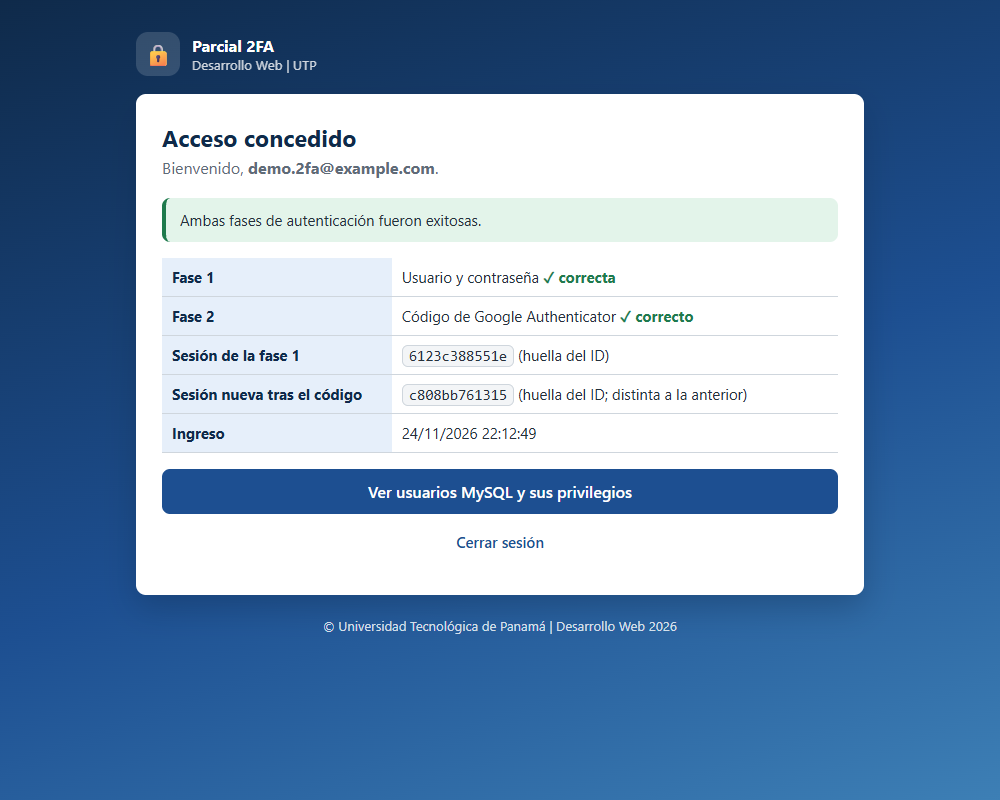 Parcial 2FA
Desarrollo Web | UTP
Acceso concedido
Bienvenido, demo.2fa@example.com.
Ambas fases de autenticación fueron exitosas.
Fase 1 Usuario y contraseña ✓ correcta
Fase 2 Código de Google Authenticator ✓ correcto
Sesión de la fase 1 6123c388551e (huella del ID)
Sesión nueva tras el código c808bb761315 (huella del ID; distinta a la anterior)
Ingreso 24/11/2026 22:12:49
Ver usuarios MySQL y sus privilegios
Cerrar sesión
© Universidad Tecnológica de Panamá | Desarrollo Web 2026